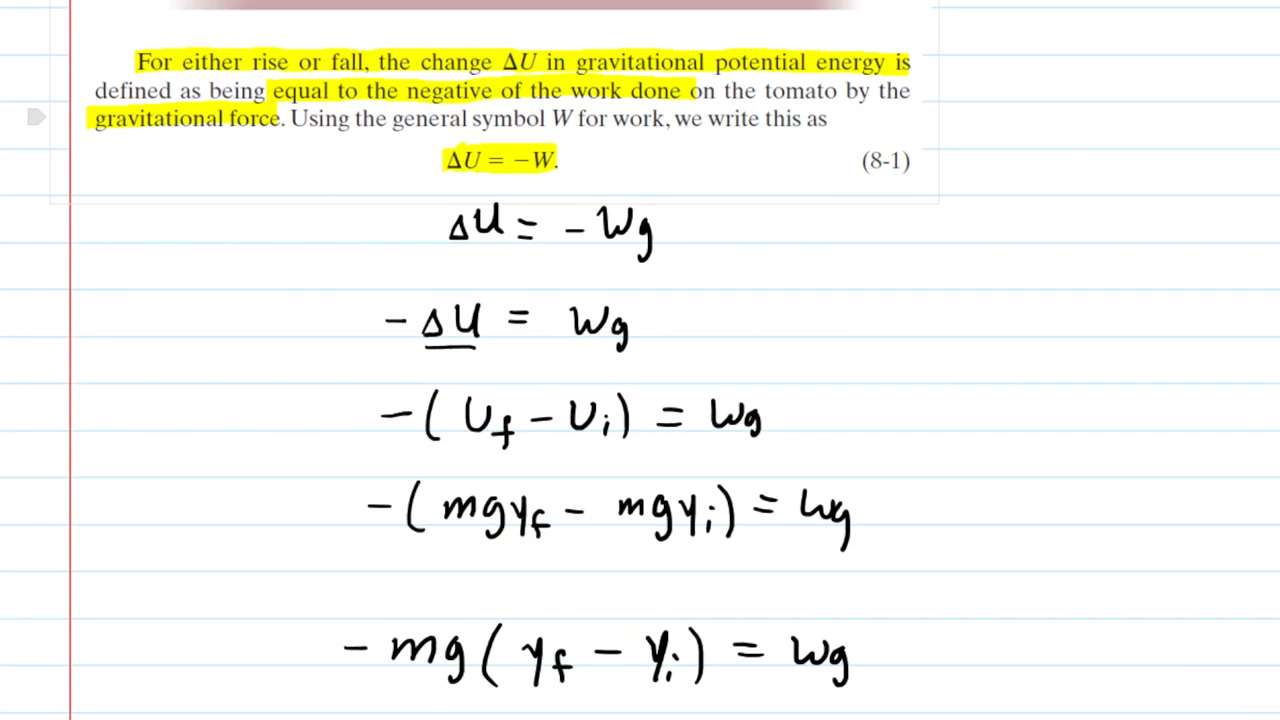 For either rise or fall, the change ΔU in gravitational potential energy is
defined as being equal to the negative of the work done on the tomato by the
gravitational force. Using the general symbol W for work, we write this as
ΔU = −W. (8-1)
ΔU = - Wg
- ΔU = Wg
- ( Uf - Ui ) = Wg
- ( mgyf - mgyi ) = Wg
- mg ( yf - yi ) = Wg